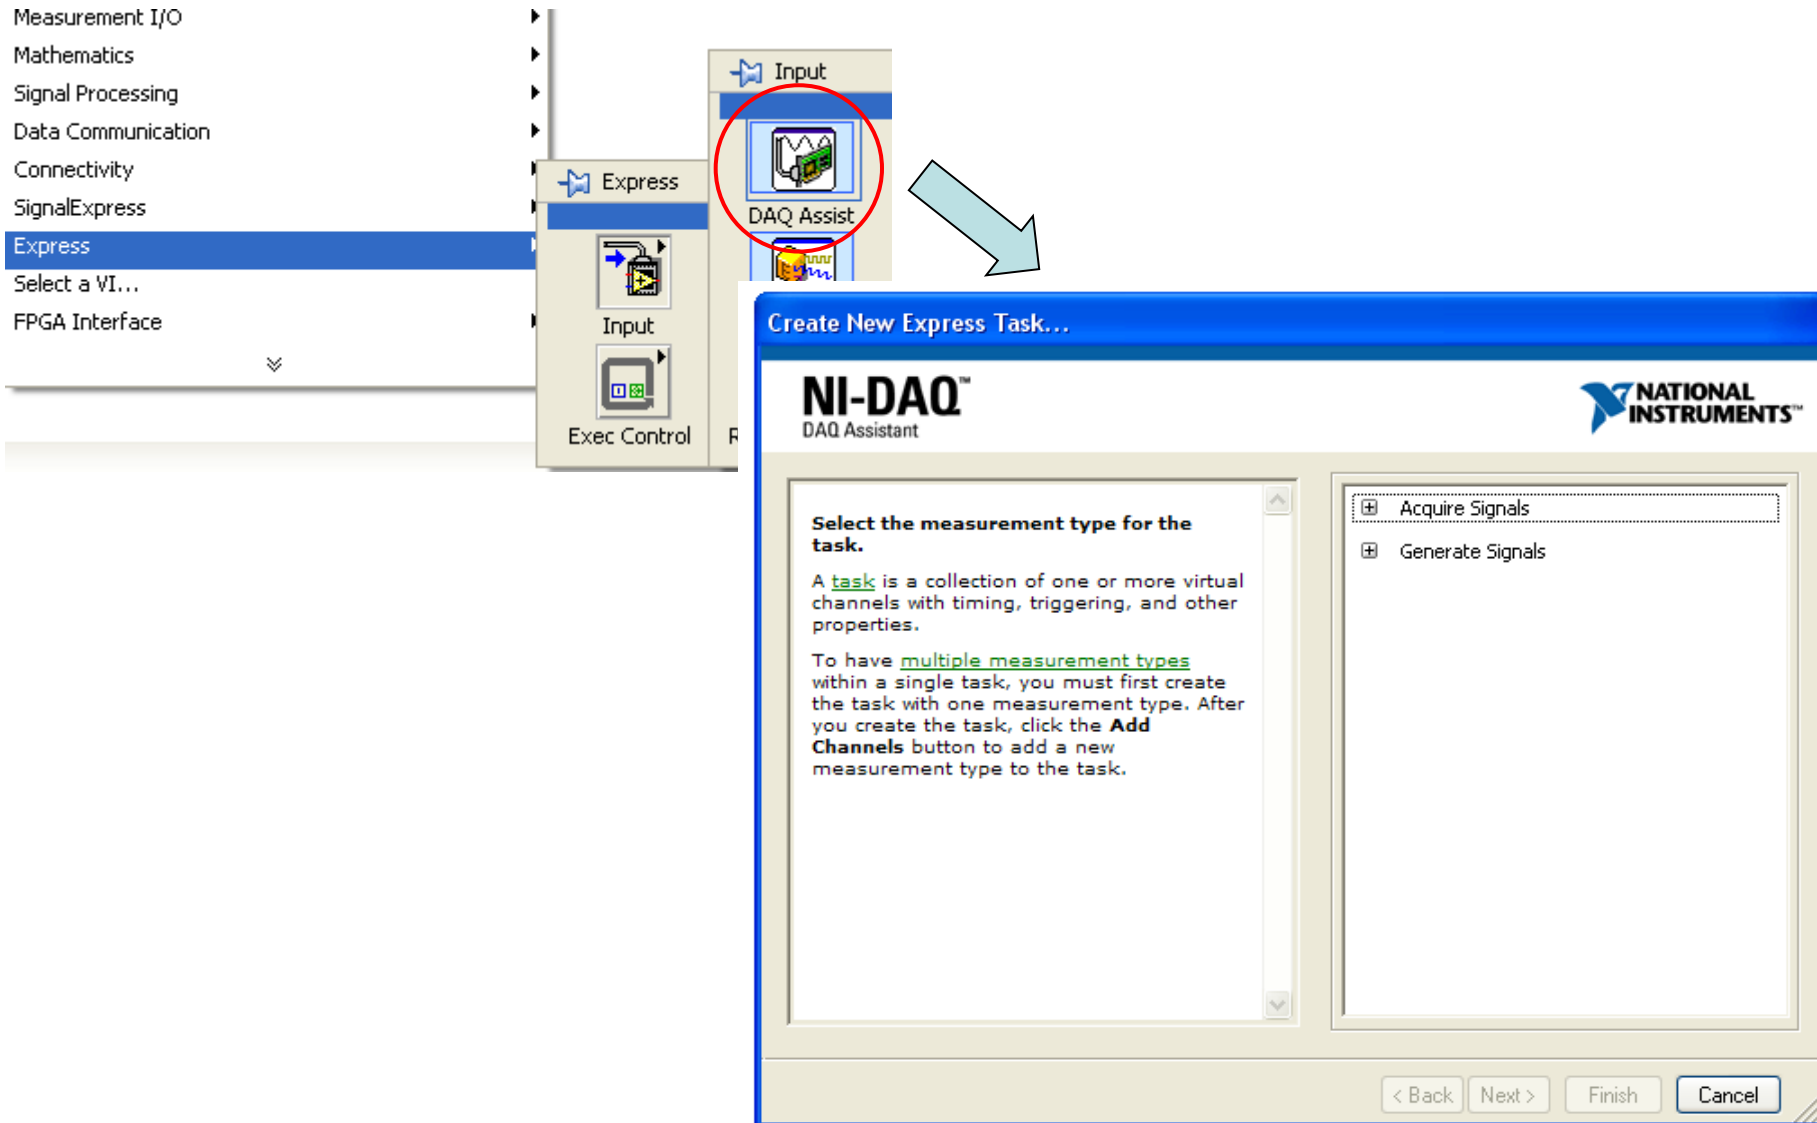 Measurement I/O
Mathematics
Signal Processing
Data Communication
Connectivity
SignalExpress
Express
Select a VI...
FPGA Interface
Express
Input
Exec Control
Input
DAQ Assist
R
Create New Express Task...
NI-DAQ™
DAQ Assistant
NATIONAL
INSTRUMENTS™
Select the measurement type for the
task.
A task is a collection of one or more virtual
channels with timing, triggering, and other
properties.
To have multiple measurement types
within a single task, you must first create
the task with one measurement type. After
you create the task, click the Add
Channels button to add a new
measurement type to the task.
Acquire Signals
Generate Signals
< Back
Next >
Finish
Cancel